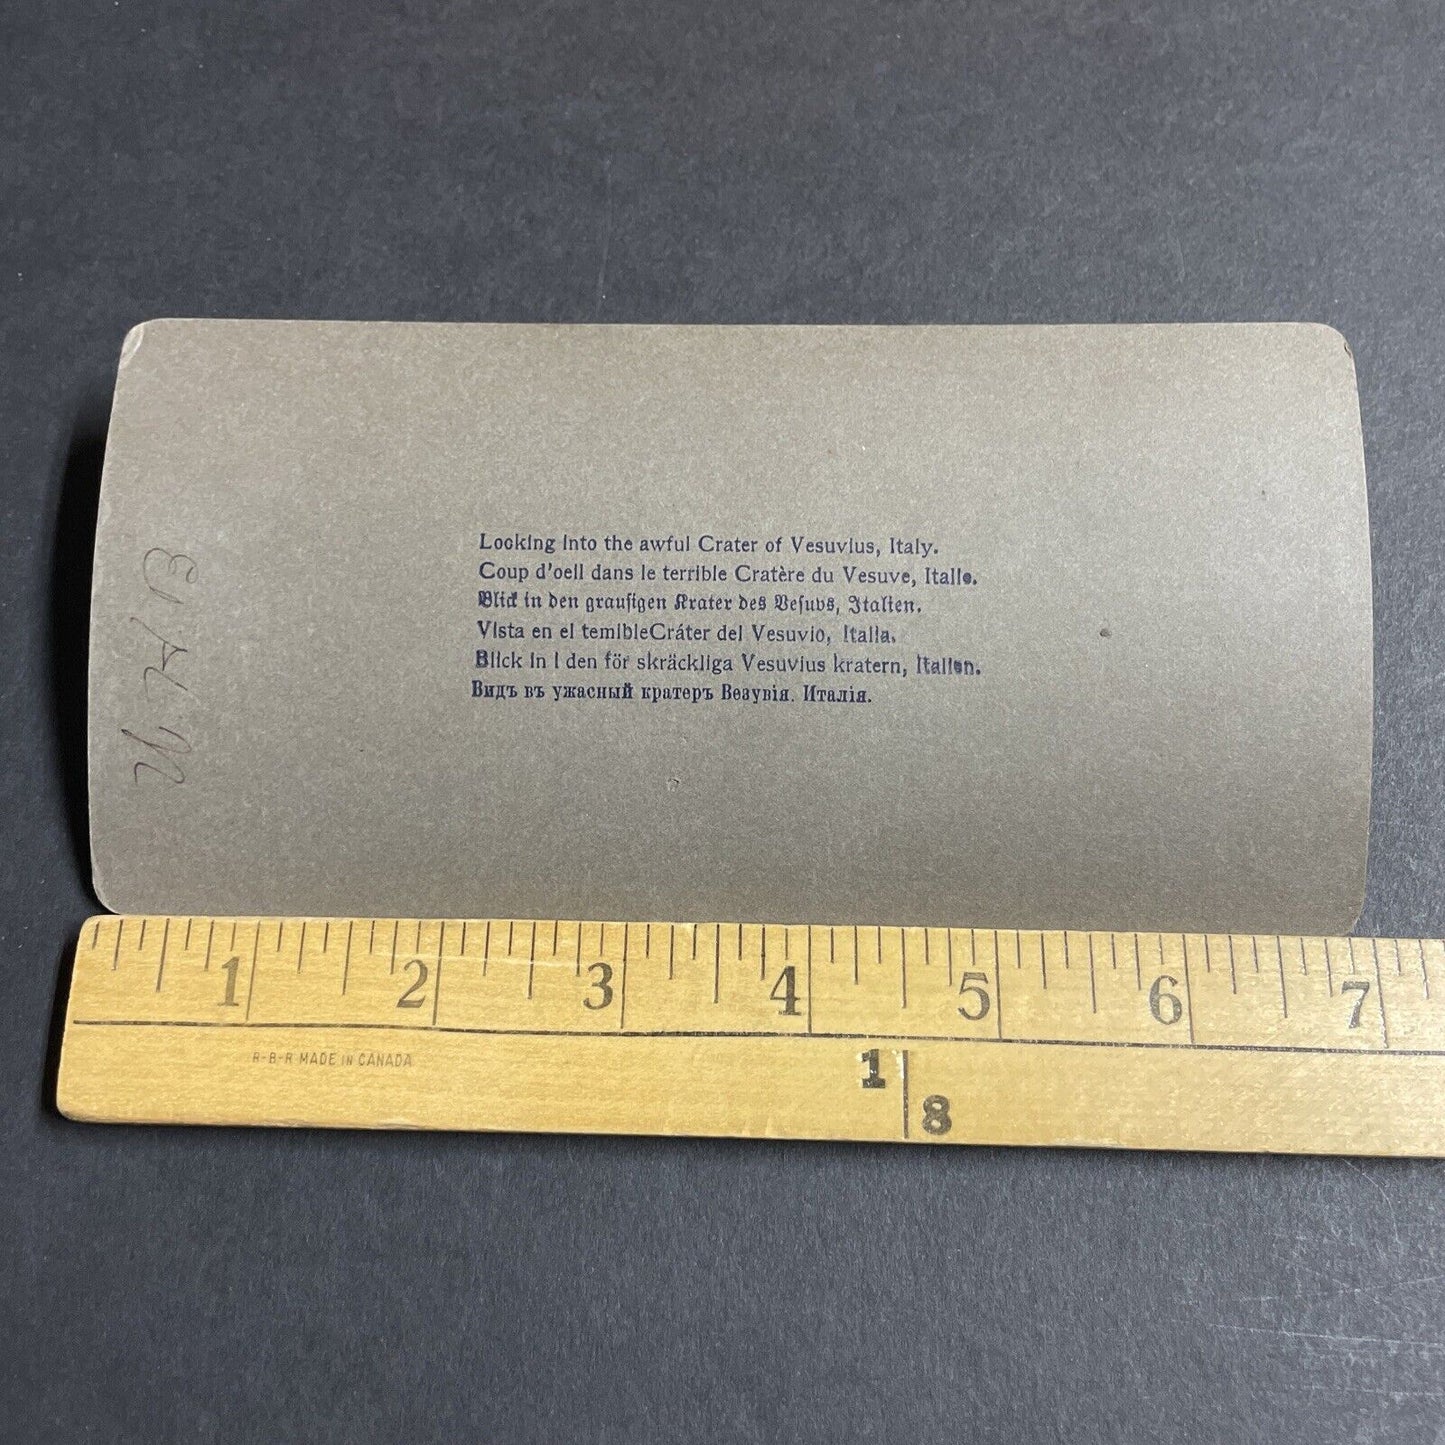 Looking into the awful Crater of Vesuvius, Italy.
Coup d'oeil dans le terrible Cratère du Vesuve, Italie.
Blick in den grausigen Krater des Vesuvs, Italien.
Vista en el temibleCráter del Vesuvio, Italia.
Blick in i den för skräckliga Vesuvius kratern, Italien.
Видъ въ ужасный кратеръ Везувія. Италія.
1 2 3 4 5 6 7
R-B-R MADE IN CANADA
1
8